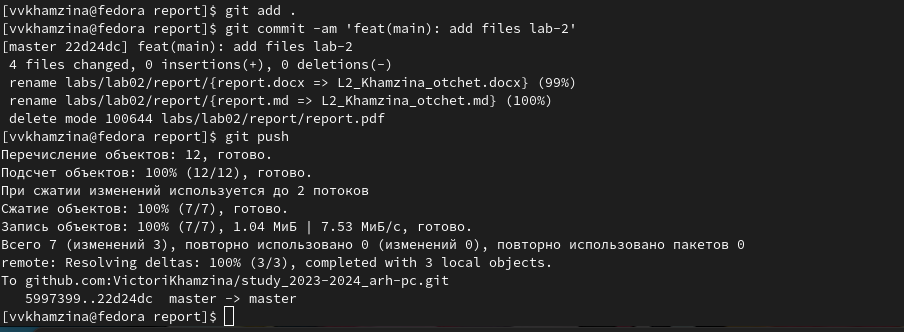 [vvkhamzina@fedora report]$ git add .
[vvkhamzina@fedora report]$ git commit -am 'feat(main): add files lab-2'
[master 22d24dc] feat(main): add files lab-2
 4 files changed, 0 insertions(+), 0 deletions(-)
 rename labs/lab02/report/{report.docx => L2_Khamzina_otchet.docx} (99%)
 rename labs/lab02/report/{report.md => L2_Khamzina_otchet.md} (100%)
 delete mode 100644 labs/lab02/report/report.pdf
[vvkhamzina@fedora report]$ git push
Перечисление объектов: 12, готово.
Подсчет объектов: 100% (12/12), готово.
При сжатии изменений используется до 2 потоков
Сжатие объектов: 100% (7/7), готово.
Запись объектов: 100% (7/7), 1.04 МиБ | 7.53 МиБ/с, готово.
Всего 7 (изменений 3), повторно использовано 0 (изменений 0), повторно использовано пакетов 0
remote: Resolving deltas: 100% (3/3), completed with 3 local objects.
To github.com:VictoriKhamzina/study_2023-2024_arh-pc.git
   5997399..22d24dc  master -> master
[vvkhamzina@fedora report]$